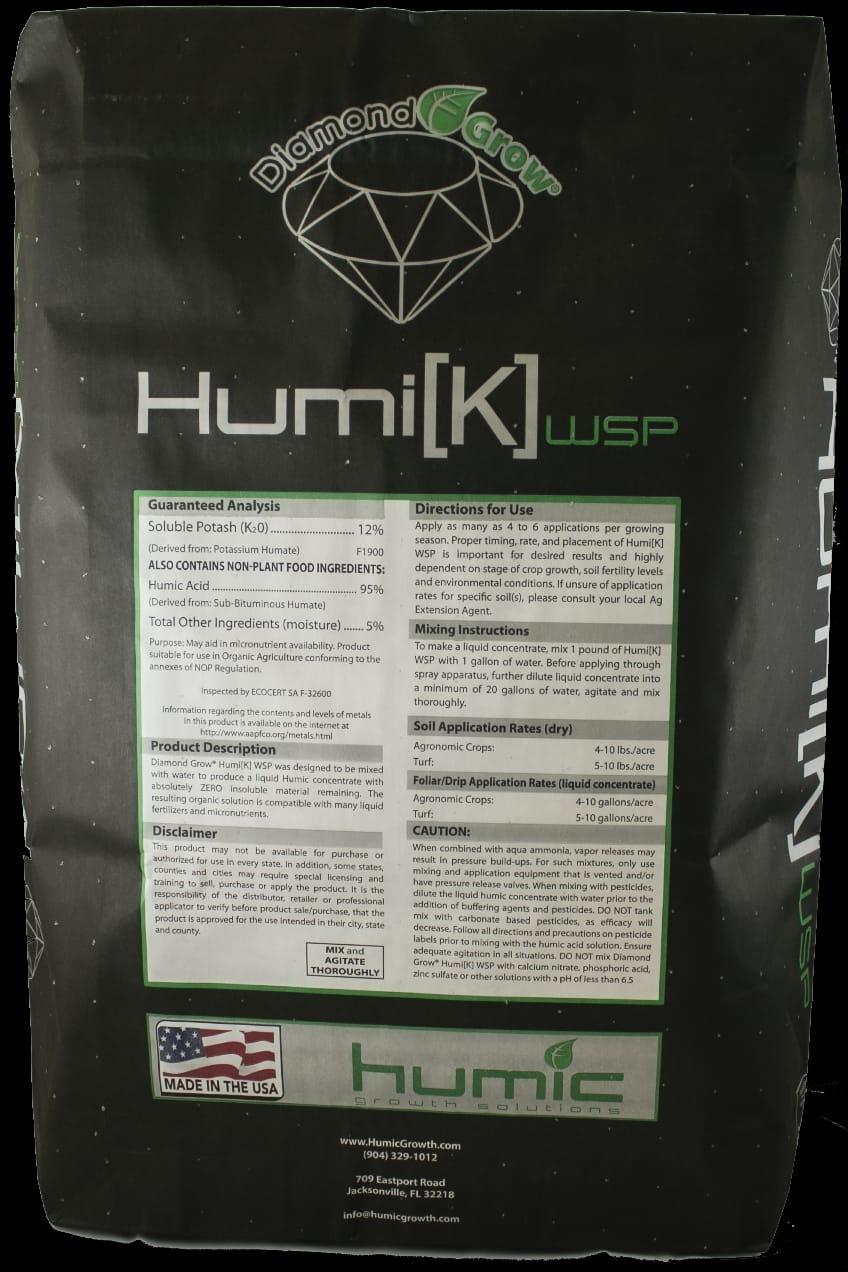 Diamond Grow®
Humi[K] WSP
Guaranteed Analysis
Soluble Potash (K₂0).............................. 12%
(Derived from: Potassium Humate) F1900
ALSO CONTAINS NON-PLANT FOOD INGREDIENTS:
Humic Acid.................................................... 95%
(Derived from: Sub-Bituminous Humate)
Total Other Ingredients (moisture)....... 5%
Purpose: May aid in micronutrient availability. Product
suitable for use in Organic Agriculture conforming to the
annexes of NOP Regulation.
Inspected by ECOCERT SA F-32600
Information regarding the contents and levels of metals
in this product is available on the internet at
http://www.aapfco.org/metals.html
Product Description
Diamond Grow® Humi[K] WSP was designed to be mixed
with water to produce a liquid Humic concentrate with
absolutely ZERO insoluble material remaining. The
resulting organic solution is compatible with many liquid
fertilizers and micronutrients.
Disclaimer
This product may not be available for purchase or
authorized for use in every state. In addition, some states,
counties and cities may require special licensing and
training to sell, purchase or apply the product. It is the
responsibility of the distributor, retailer or professional
applicator to verify before product sale/purchase, that the
product is approved for the use intended in their city, state
and county.
MIX and
AGITATE
THOROUGHLY
Directions for Use
Apply as many as 4 to 6 applications per growing
season. Proper timing, rate, and placement of Humi[K]
WSP is important for desired results and highly
dependent on stage of crop growth, soil fertility levels
and environmental conditions. If unsure of application
rates for specific soil(s), please consult your local Ag
Extension Agent.
Mixing Instructions
To make a liquid concentrate, mix 1 pound of Humi[K]
WSP with 1 gallon of water. Before applying through
spray apparatus, further dilute liquid concentrate into
a minimum of 20 gallons of water, agitate and mix
thoroughly.
Soil Application Rates (dry)
Agronomic Crops: 4-10 lbs./acre
Turf: 5-10 lbs./acre
Foliar/Drip Application Rates (liquid concentrate)
Agronomic Crops: 4-10 gallons/acre
Turf: 5-10 gallons/acre
CAUTION:
When combined with aqua ammonia, vapor releases may
result in pressure build-ups. For such mixtures, only use
mixing and application equipment that is vented and/or
have pressure release valves. When mixing with pesticides,
dilute the liquid humic concentrate with water prior to the
addition of buffering agents and pesticides. DO NOT tank
mix with carbonate based pesticides, as efficacy will
decrease. Follow all directions and precautions on pesticide
labels prior to mixing with the humic acid solution. Ensure
adequate agitation in all situations. DO NOT mix Diamond
Grow® Humi[K] WSP with calcium nitrate, phosphoric acid,
zinc sulfate or other solutions with a pH of less than 6.5
MADE IN THE USA
humic
growth solutions
www.HumicGrowth.com
(904) 329-1012
709 Eastport Road
Jacksonville, FL 32218
info@humicgrowth.com
Humi[K] WSP